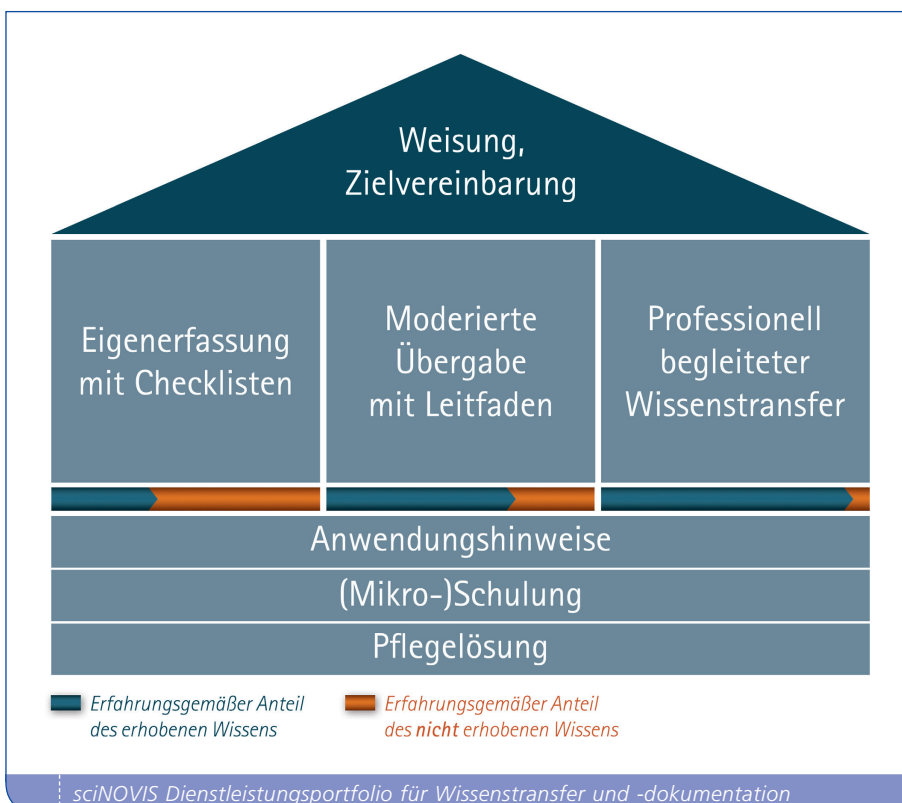 Weisung,
Zielvereinbarung
Eigenerfassung
mit Checklisten
Moderierte
Übergabe
mit Leitfaden
Professionell
begleiteter
Wissenstransfer
Anwendungshinweise
(Mikro-)Schulung
Pflegelösung
Erfahrungsgemäßer Anteil
des erhobenen Wissens
Erfahrungsgemäßer Anteil
des nicht erhobenen Wissens
sciNOVIS Dienstleistungsportfolio für Wissenstransfer und -dokumentation